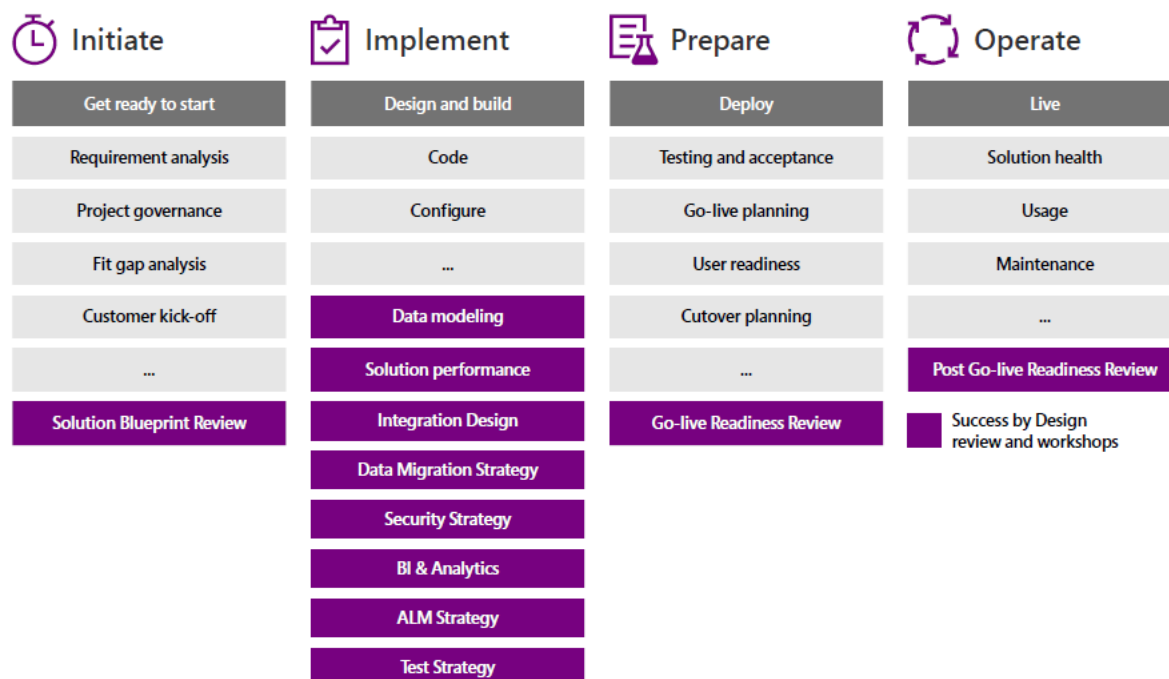 Initiate
Get ready to start
Requirement analysis
Project governance
Fit gap analysis
Customer kick-off
...
Solution Blueprint Review
Implement
Design and build
Code
Configure
...
Data modeling
Solution performance
Integration Design
Data Migration Strategy
Security Strategy
BI & Analytics
ALM Strategy
Test Strategy
Prepare
Deploy
Testing and acceptance
Go-live planning
User readiness
Cutover planning
...
Go-live Readiness Review
Operate
Live
Solution health
Usage
Maintenance
...
Post Go-live Readiness Review
Success by Design
review and workshops